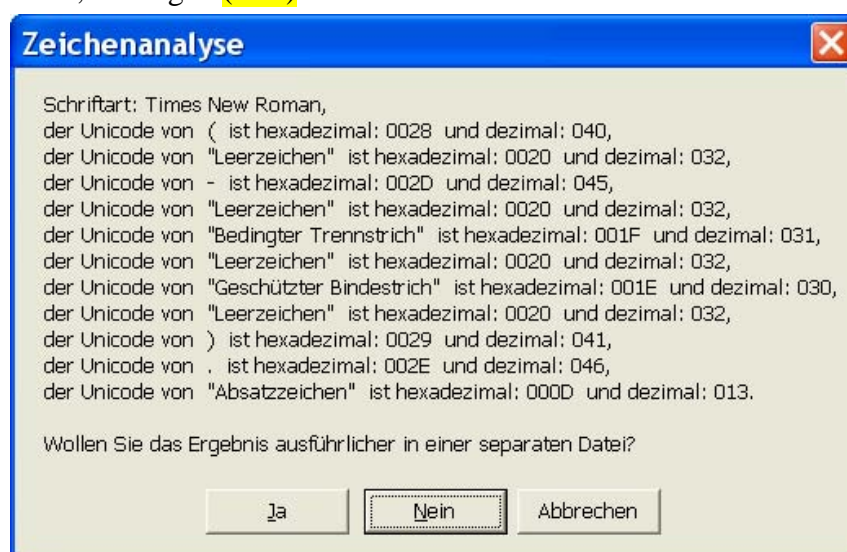 Zeichenanalyse
Schriftart: Times New Roman,
der Unicode von ( ist hexadezimal: 0028 und dezimal: 040,
der Unicode von "Leerzeichen" ist hexadezimal: 0020 und dezimal: 032,
der Unicode von - ist hexadezimal: 002D und dezimal: 045,
der Unicode von "Leerzeichen" ist hexadezimal: 0020 und dezimal: 032,
der Unicode von "Bedingter Trennstrich" ist hexadezimal: 001F und dezimal: 031,
der Unicode von "Leerzeichen" ist hexadezimal: 0020 und dezimal: 032,
der Unicode von "Geschützter Bindestrich" ist hexadezimal: 001E und dezimal: 030,
der Unicode von "Leerzeichen" ist hexadezimal: 0020 und dezimal: 032,
der Unicode von ) ist hexadezimal: 0029 und dezimal: 041,
der Unicode von . ist hexadezimal: 002E und dezimal: 046,
der Unicode von "Absatzzeichen" ist hexadezimal: 000D und dezimal: 013.
Wollen Sie das Ergebnis ausführlicher in einer separaten Datei?
Ja Nein Abbrechen